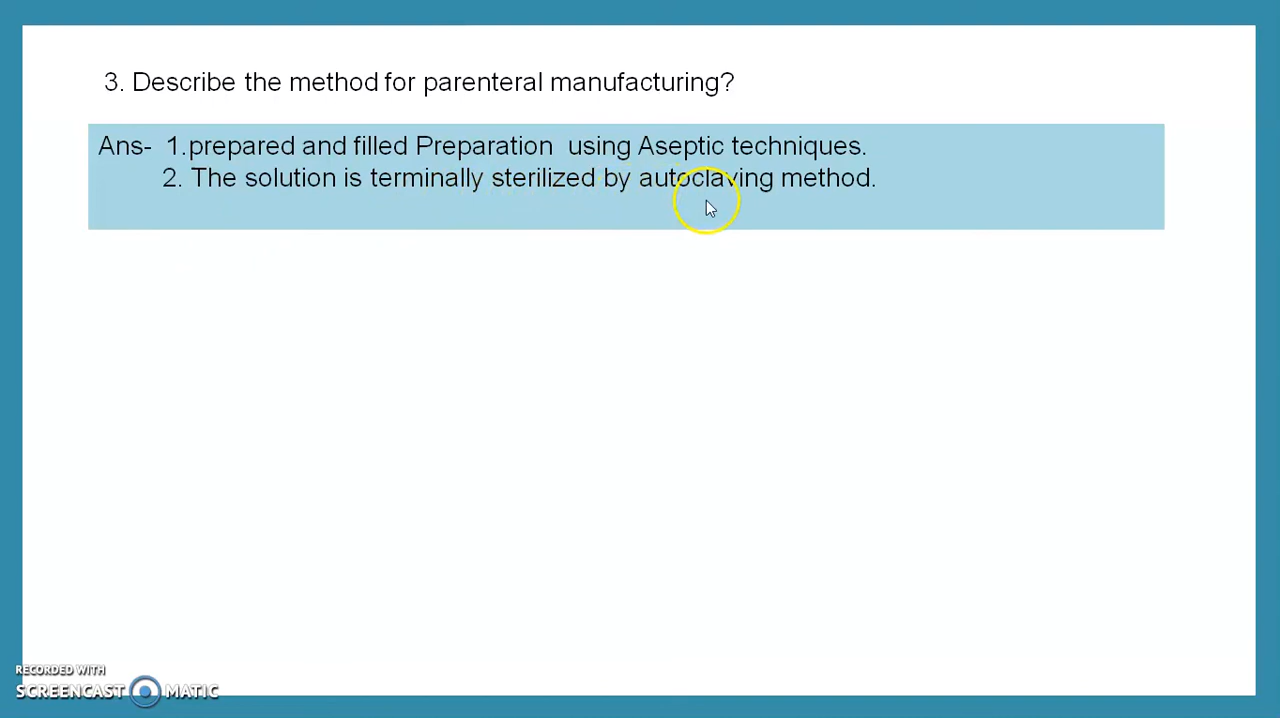 3. Describe the method for parenteral manufacturing?
Ans- 1.prepared and filled Preparation using Aseptic techniques.
2. The solution is terminally sterilized by autoclaving method.
RECORDED WITH
SCREENCAST MATIC